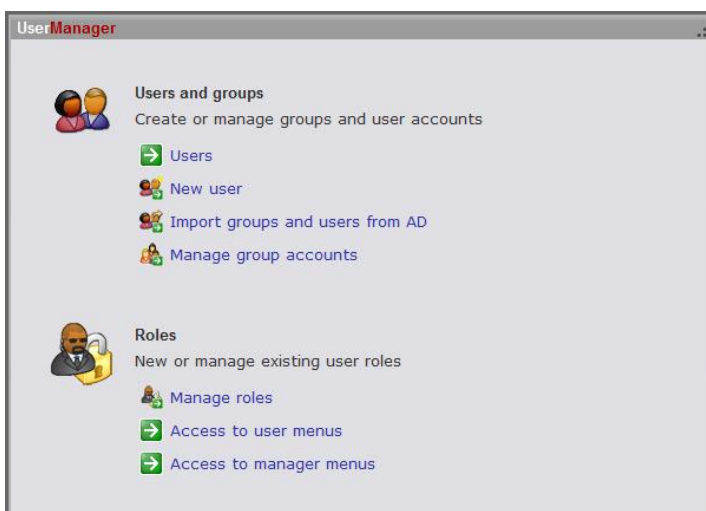 UserManager
Users and groups
Create or manage groups and user accounts
Users
New user
Import groups and users from AD
Manage group accounts
Roles
New or manage existing user roles
Manage roles
Access to user menus
Access to manager menus